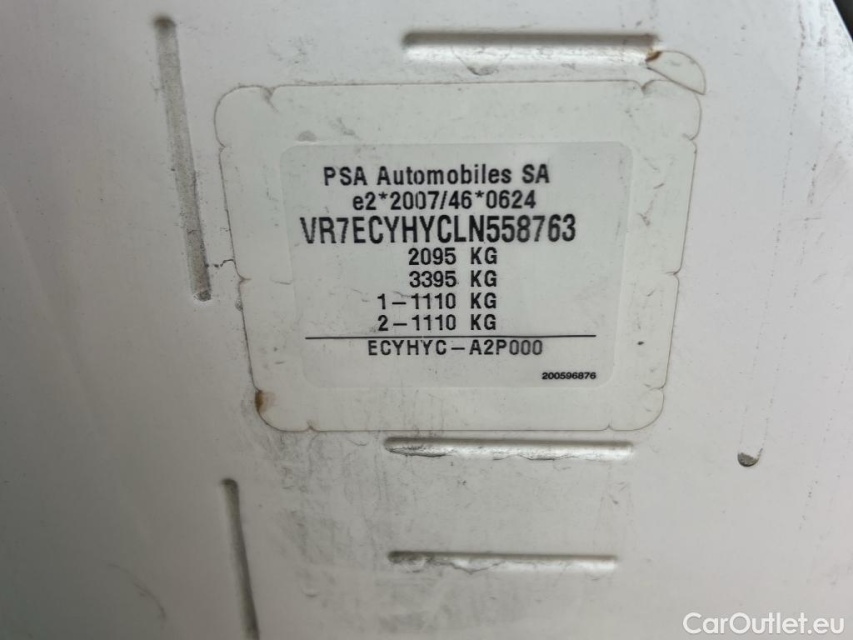 PSA Automobiles SA
e2*2007/46*0624
VR7ECYHYCLN558763
2095 KG
3395 KG
1-1110 KG
2-1110 KG
ECYHYC-A2P000
200596876
CarOutlet.eu